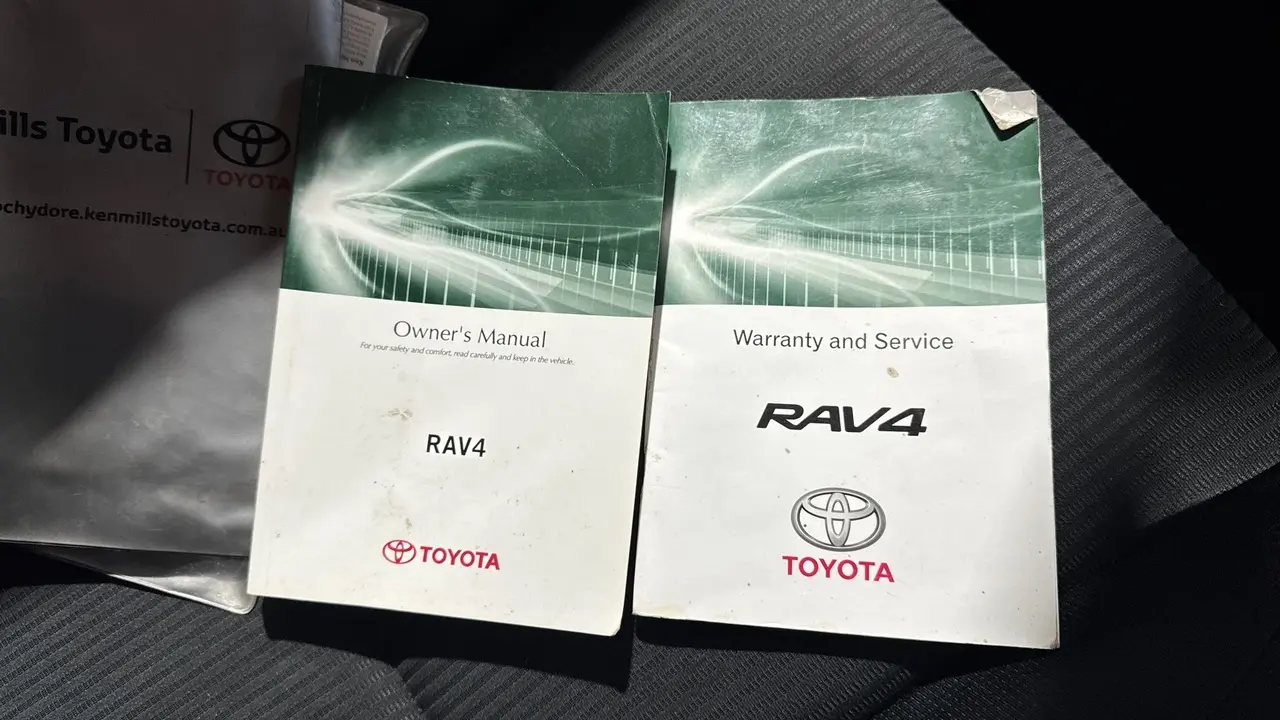 ills Toyota
TOYOTA
ochydore.kenmillstoyota.com.au
Owner's Manual
For your safety and comfort, read carefully and keep in the vehicle.
RAV4
TOYOTA
Warranty and Service
RAV4
TOYOTA